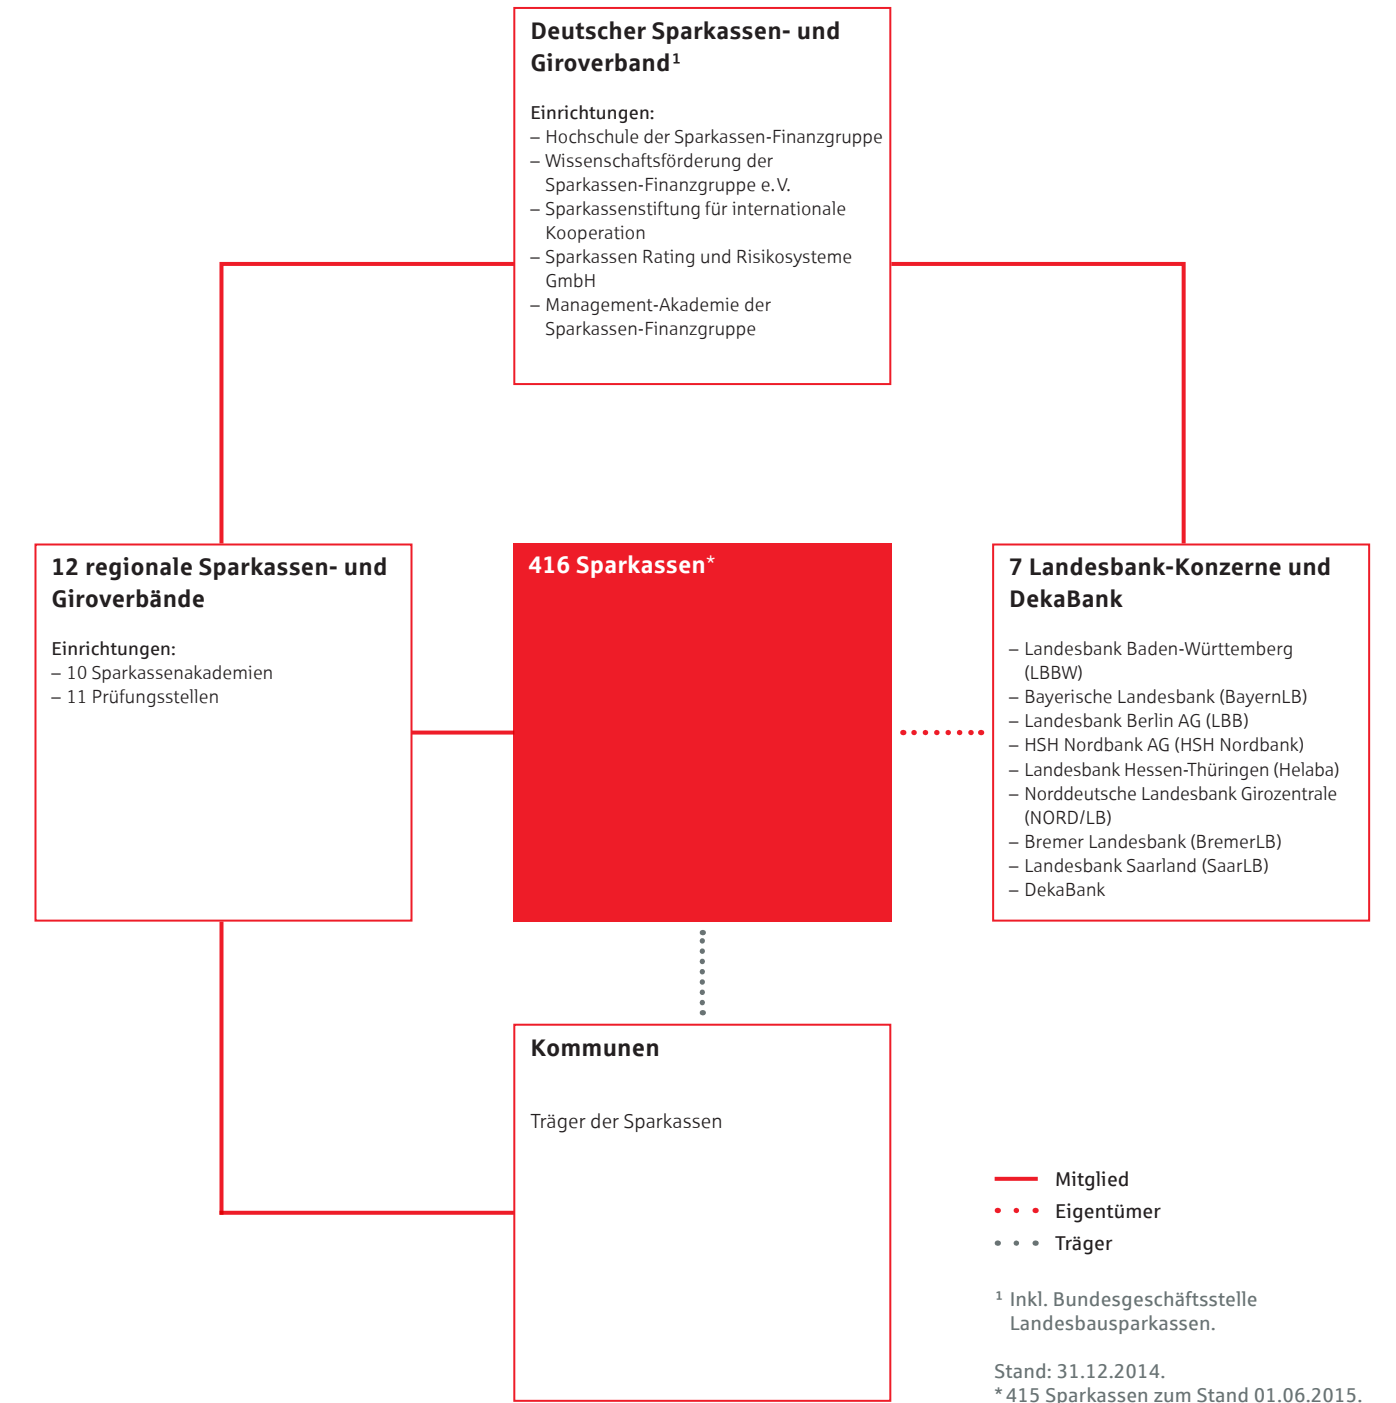 Deutscher Sparkassen- und
Giroverband¹
Einrichtungen:
– Hochschule der Sparkassen-Finanzgruppe
– Wissenschaftsförderung der
Sparkassen-Finanzgruppe e.V.
– Sparkassenstiftung für internationale
Kooperation
– Sparkassen Rating und Risikosysteme
GmbH
– Management-Akademie der
Sparkassen-Finanzgruppe
12 regionale Sparkassen- und
Giroverbände
Einrichtungen:
– 10 Sparkassenakademien
– 11 Prüfungsstellen
416 Sparkassen*
7 Landesbank-Konzerne und
DekaBank
– Landesbank Baden-Württemberg
(LBBW)
– Bayerische Landesbank (BayernLB)
– Landesbank Berlin AG (LBB)
– HSH Nordbank AG (HSH Nordbank)
– Landesbank Hessen-Thüringen (Helaba)
– Norddeutsche Landesbank Girozentrale
(NORD/LB)
– Bremer Landesbank (BremerLB)
– Landesbank Saarland (SaarLB)
– DekaBank
Kommunen
Träger der Sparkassen
Mitglied
Eigentümer
Träger
¹ Inkl. Bundesgeschäftsstelle
Landesbausparkassen.
Stand: 31.12.2014.
* 415 Sparkassen zum Stand 01.06.2015.